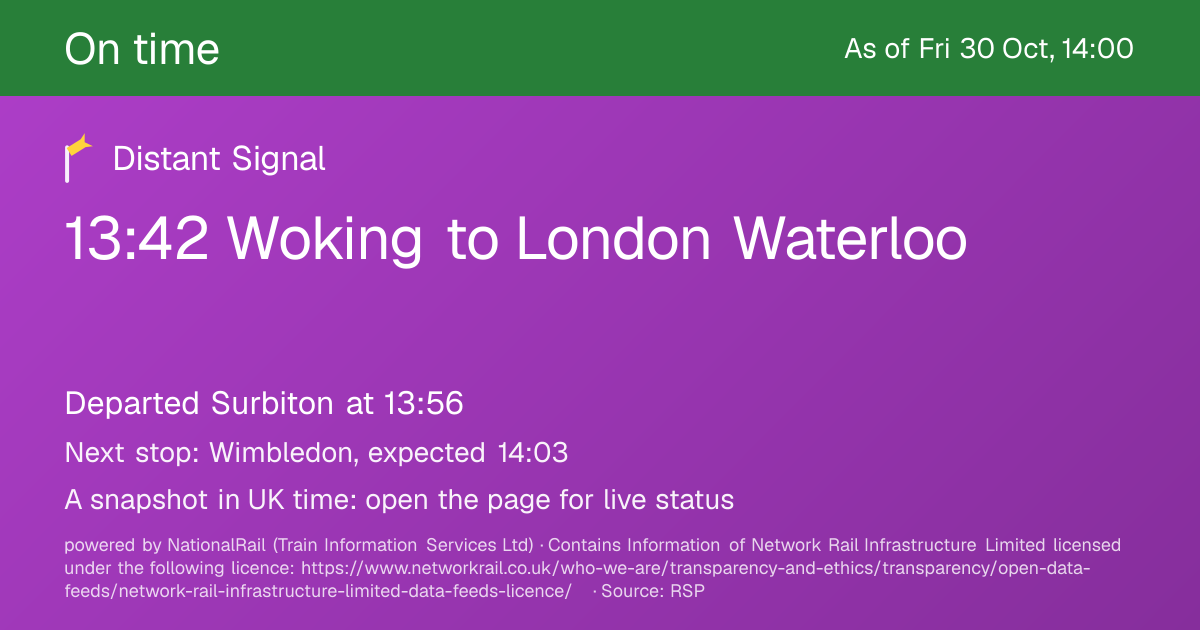 On time
As of Fri 30 Oct, 14:00
Distant Signal
13:42 Woking to London Waterloo
Departed Surbiton at 13:56
Next stop: Wimbledon, expected 14:03
A snapshot in UK time: open the page for live status
powered by NationalRail (Train Information Services Ltd) · Contains Information of Network Rail Infrastructure Limited licensed
under the following licence: https://www.networkrail.co.uk/who-we-are/transparency-and-ethics/transparency/open-data-
feeds/network-rail-infrastructure-limited-data-feeds-licence/ · Source: RSP